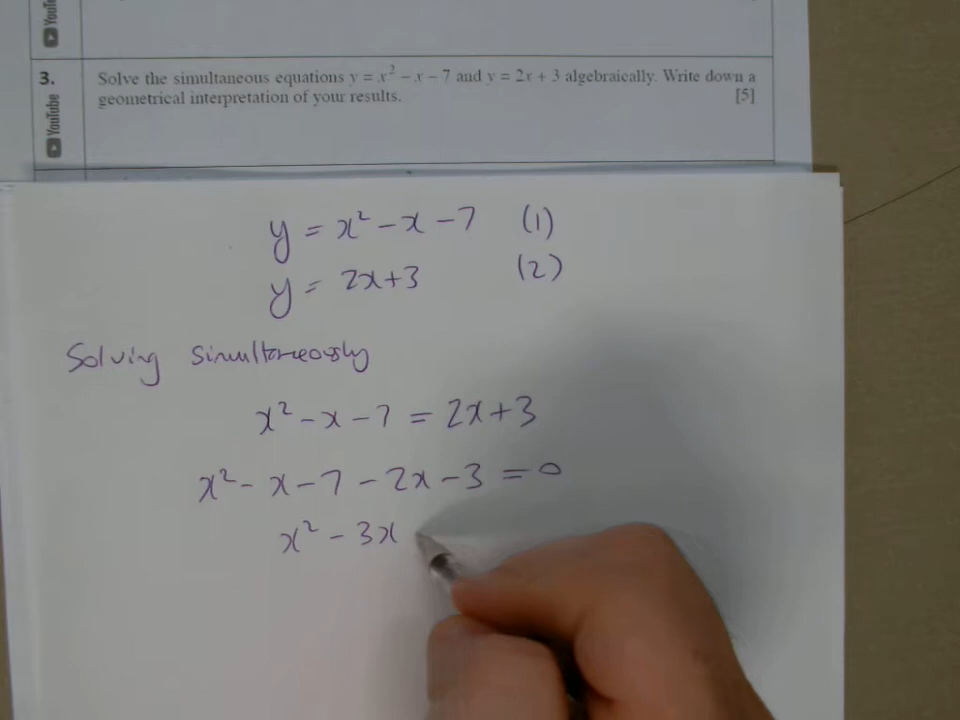 YouTube
3. Solve the simultaneous equations y = x² − x − 7 and y = 2x + 3 algebraically. Write down a
geometrical interpretation of your results. [5]
YouTube
y = x² − x − 7 (1)
y = 2x+3 (2)
Solving simultaneously
x² − x − 7 = 2x+3
x² − x − 7 − 2x − 3 = 0
x² − 3x